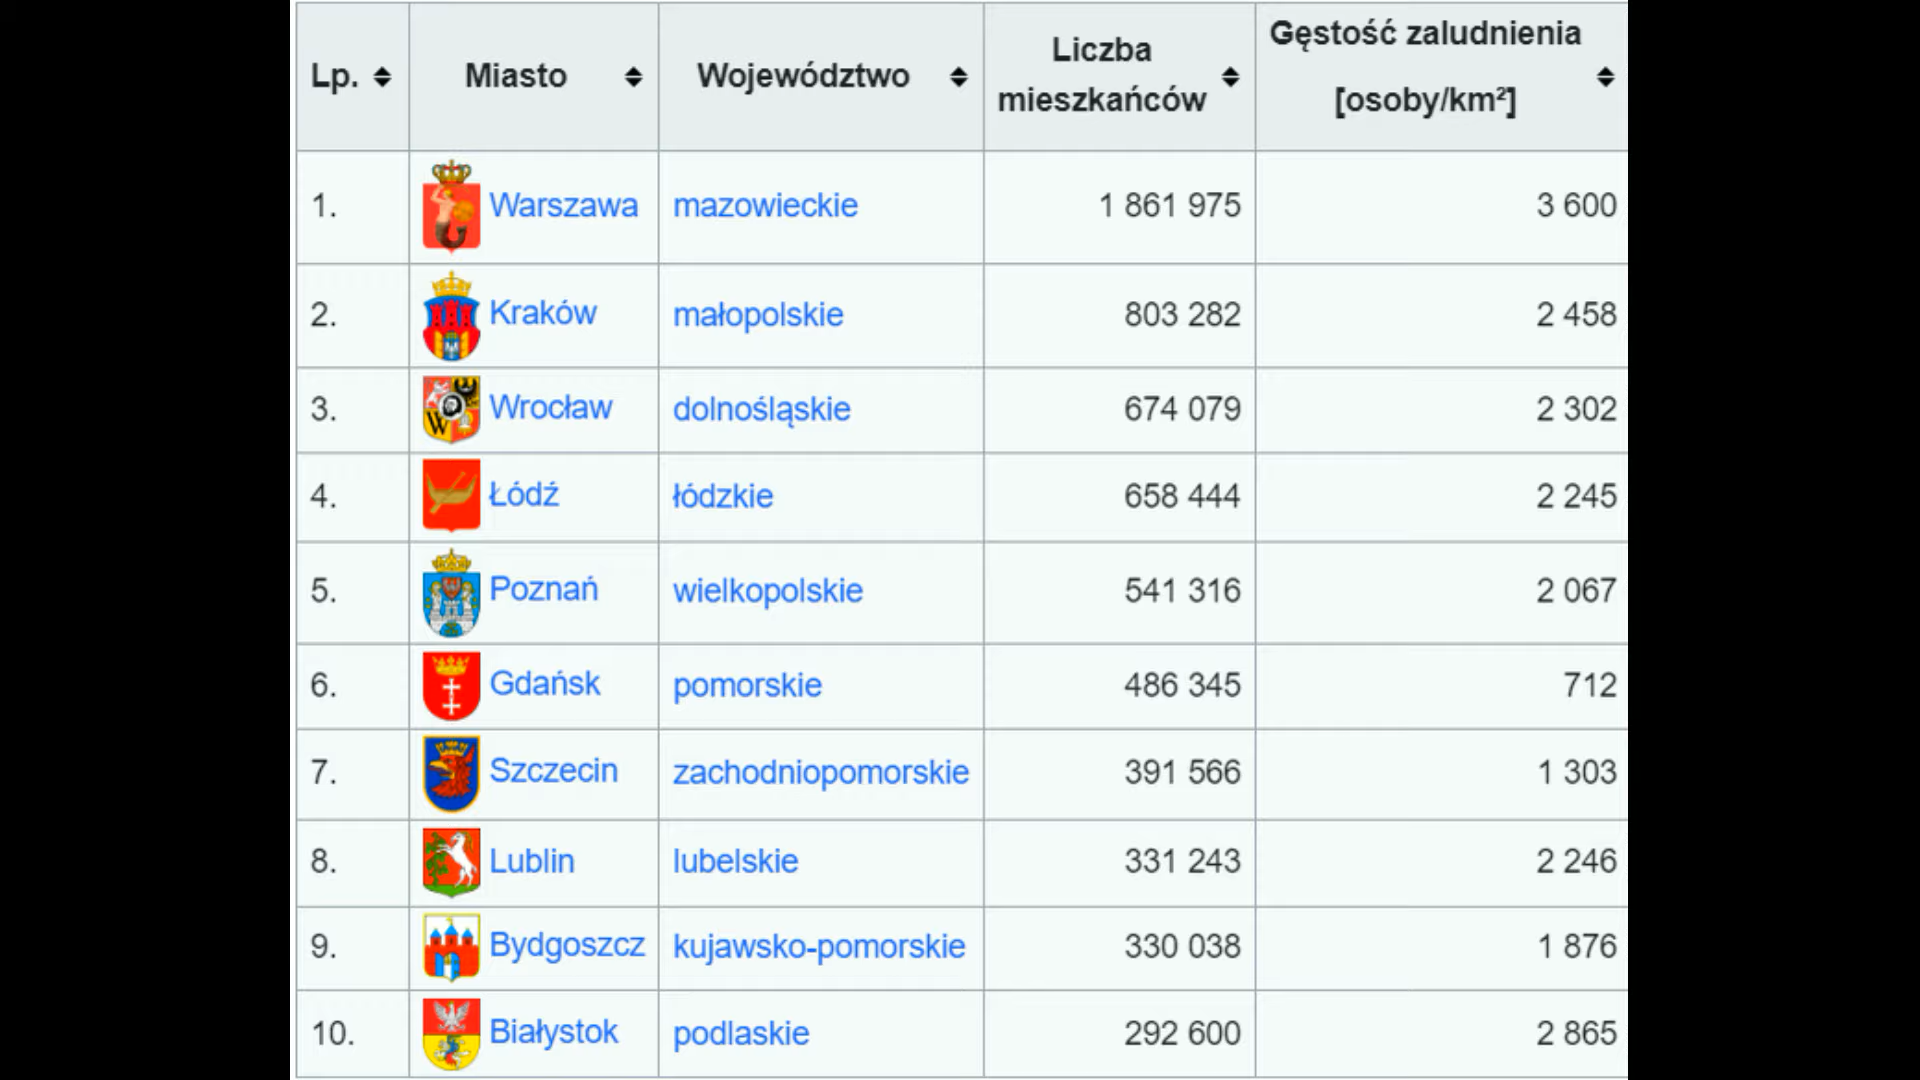 Lp. Miasto Województwo Liczba mieszkańców Gęstość zaludnienia [osoby/km²]
1. Warszawa mazowieckie 1 861 975 3 600
2. Kraków małopolskie 803 282 2 458
3. Wrocław dolnośląskie 674 079 2 302
4. Łódź łódzkie 658 444 2 245
5. Poznań wielkopolskie 541 316 2 067
6. Gdańsk pomorskie 486 345 712
7. Szczecin zachodniopomorskie 391 566 1 303
8. Lublin lubelskie 331 243 2 246
9. Bydgoszcz kujawsko-pomorskie 330 038 1 876
10. Białystok podlaskie 292 600 2 865